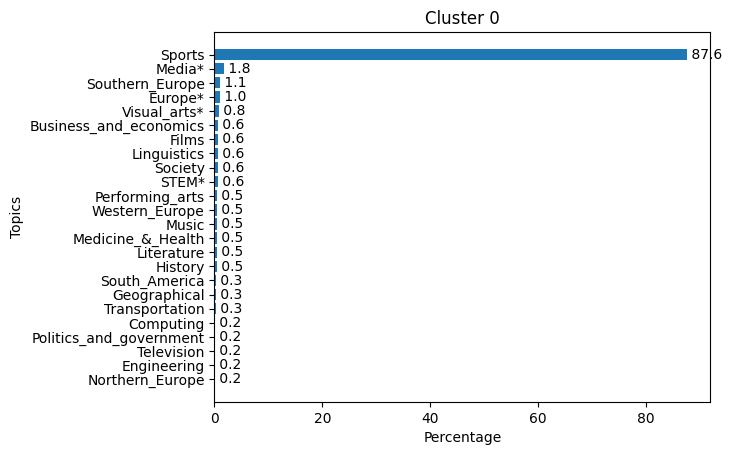 Cluster 0
Sports 87.6
Media* 1.8
Southern_Europe 1.1
Europe* 1.0
Visual_arts* 0.8
Business_and_economics 0.6
Films 0.6
Linguistics 0.6
Society 0.6
STEM* 0.6
Performing_arts 0.5
Western_Europe 0.5
Music 0.5
Medicine_&_Health 0.5
Literature 0.5
History 0.5
South_America 0.3
Geographical 0.3
Transportation 0.3
Computing 0.2
Politics_and_government 0.2
Television 0.2
Engineering 0.2
Northern_Europe 0.2
Topics
0 20 40 60 80
Percentage